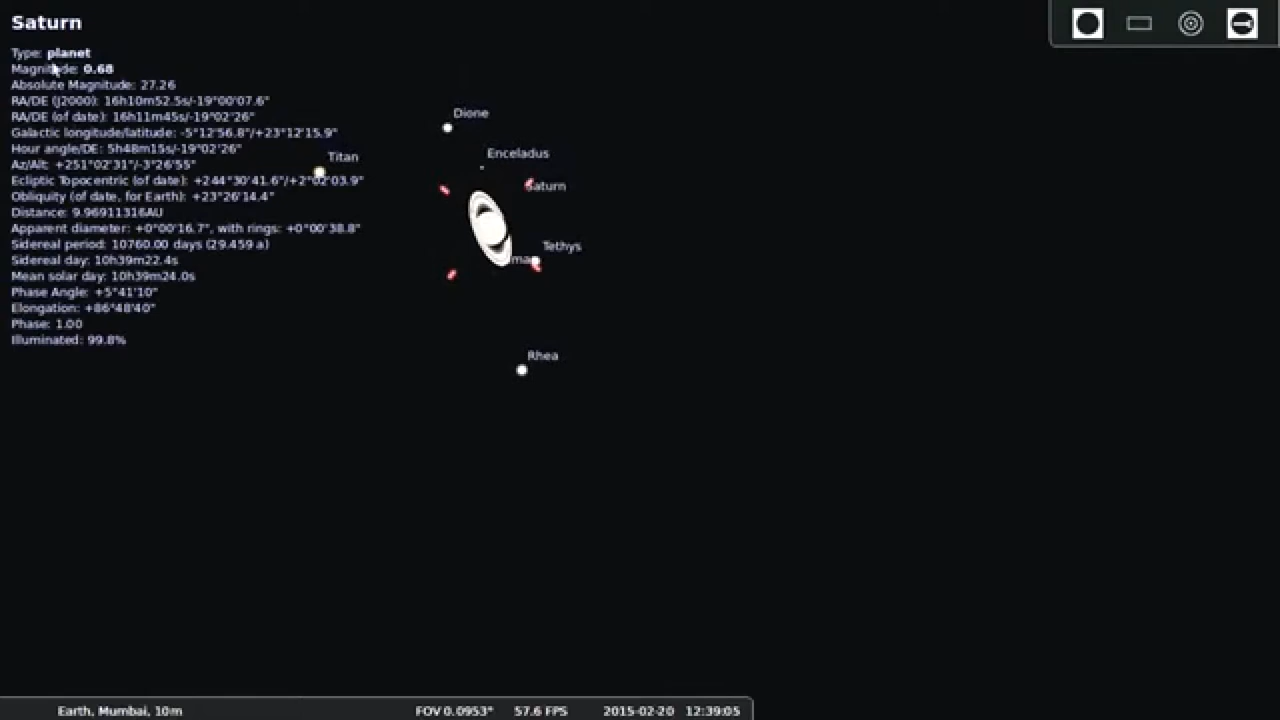 Saturn
Type: planet
Magnitude: 0.68
Absolute Magnitude: 27.26
RA/DE (J2000): 16h10m52.5s/-19°00'07.6"
RA/DE (of date): 16h11m45s/-19°02'26"
Galactic longitude/latitude: -5°12'56.8"/+23°12'15.9"
Hour angle/DE: 5h48m15s/-19°02'26"
Az/Alt: +251°02'31"/-3°26'55"
Ecliptic Topocentric (of date): +244°30'41.6"/+2°02'03.9"
Obliquity (of date, for Earth): +23°26'14.4"
Distance: 9.96911316AU
Apparent diameter: +0°00'16.7", with rings: +0°00'38.8"
Sidereal period: 10760.00 days (29.459 a)
Sidereal day: 10h39m22.4s
Mean solar day: 10h39m24.0s
Phase Angle: +5°41'10"
Elongation: +86°48'40"
Phase: 1.00
Illuminated: 99.8%
Dione
Enceladus
Titan
Saturn
Tethys
Rhea
Earth, Mumbai, 10m FOV 0.0953° 57.6 FPS 2015-02-20 12:39:05